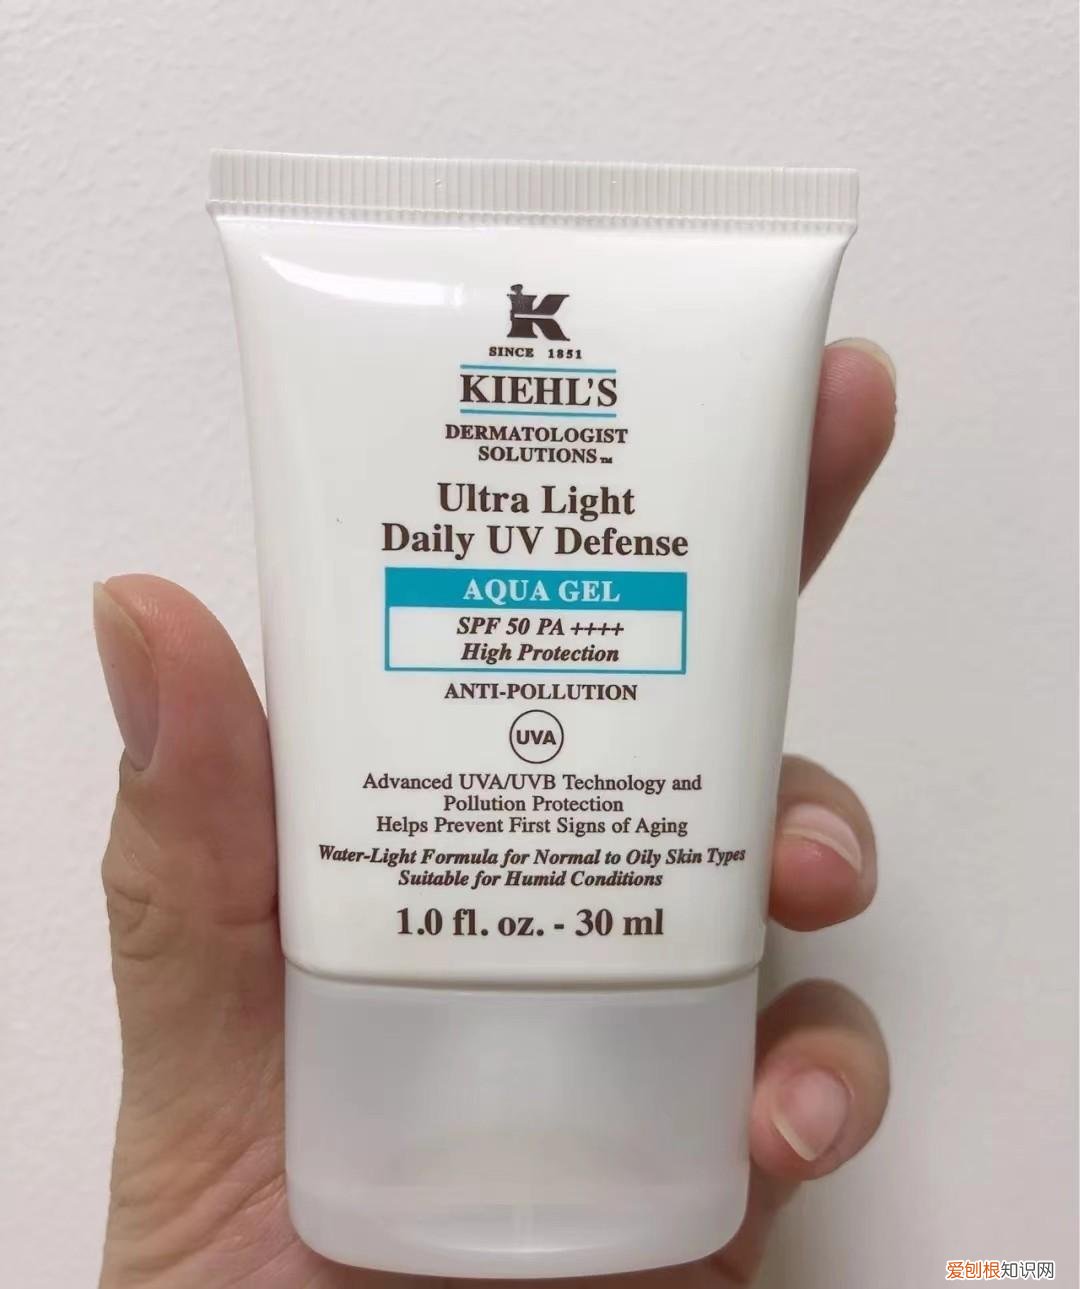 K
SINCE 1851
KIEHL'S
DERMATOLOGIST
SOLUTIONS™
Ultra Light
Daily UV Defense
AQUA GEL
SPF 50 PA ++++
High Protection
ANTI-POLLUTION
UVA
Advanced UVA/UVB Technology and
Pollution Protection
Helps Prevent First Signs of Aging
Water-Light Formula for Normal to Oily Skin Types
Suitable for Humid Conditions
1.0 fl. oz. - 30 ml
爱刨根知识网